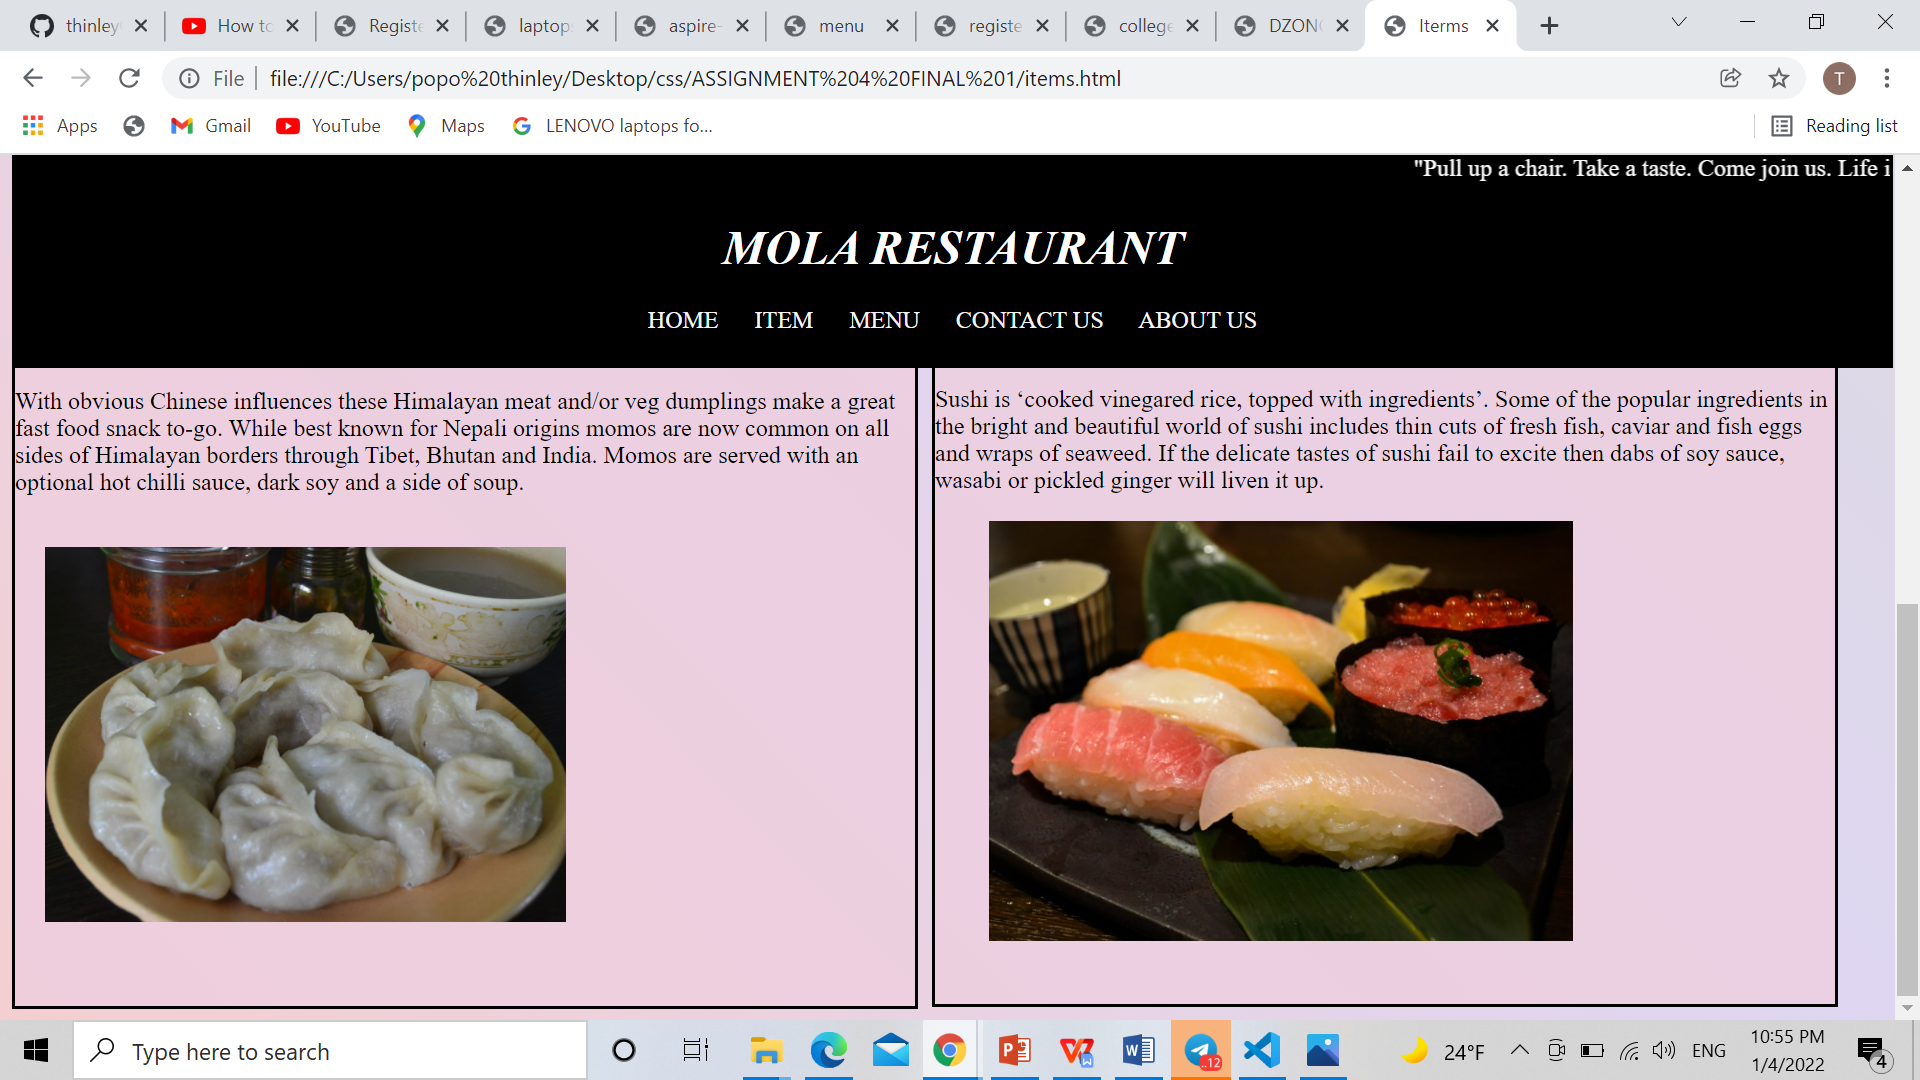 thinley
How to
Registe
laptop
aspire-
menu
registe
college
DZON
Iterms
File
file:///C:/Users/popo%20thinley/Desktop/css/ASSIGNMENT%204%20FINAL%201/items.html
T
Apps
Gmail
YouTube
Maps
LENOVO laptops fo...
Reading list
"Pull up a chair. Take a taste. Come join us. Life i
MOLA RESTAURANT
HOME ITEM MENU CONTACT US ABOUT US
With obvious Chinese influences these Himalayan meat and/or veg dumplings make a great
fast food snack to-go. While best known for Nepali origins momos are now common on all
sides of Himalayan borders through Tibet, Bhutan and India. Momos are served with an
optional hot chilli sauce, dark soy and a side of soup.
Sushi is ‘cooked vinegared rice, topped with ingredients’. Some of the popular ingredients in
the bright and beautiful world of sushi includes thin cuts of fresh fish, caviar and fish eggs
and wraps of seaweed. If the delicate tastes of sushi fail to excite then dabs of soy sauce,
wasabi or pickled ginger will liven it up.
Type here to search
..12
24°F
ENG
10:55 PM
1/4/2022
4